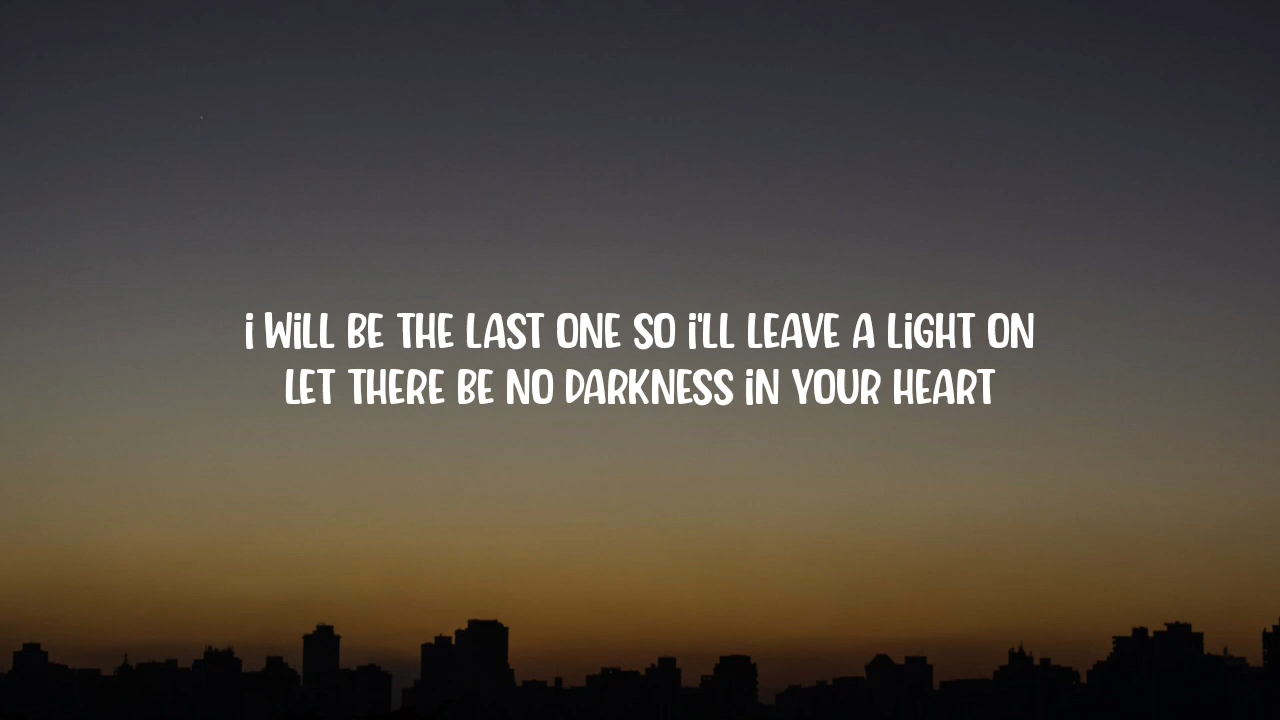 i WiLL BE THE LAST ONE SO i'LL LEAVE A LiGHT ON
LET THERE BE NO DARKNESS iN YOUR HEART